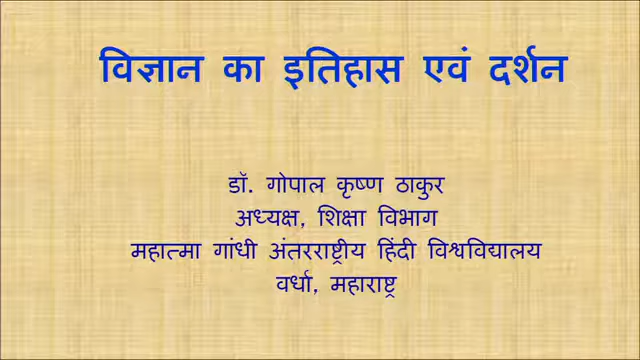 विज्ञान का इतिहास एवं दर्शन
डॉ. गोपाल कृष्ण ठाकुर
अध्यक्ष, शिक्षा विभाग
महात्मा गांधी अंतरराष्ट्रीय हिंदी विश्वविद्यालय
वर्धा, महाराष्ट्र